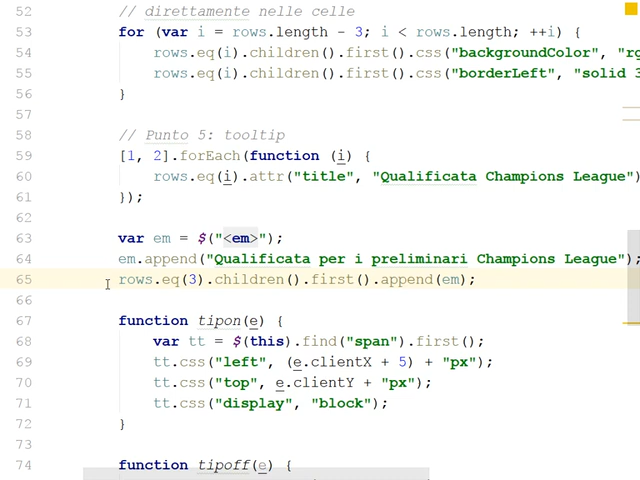 52 // direttamente nelle celle
53 for (var i = rows.length - 3; i < rows.length; ++i) {
54 rows.eq(i).children().first().css("backgroundColor", "rg
55 rows.eq(i).children().first().css("borderLeft", "solid 3
56 }
57
58 // Punto 5: tooltip
59 [1, 2].forEach(function (i) {
60 rows.eq(i).attr("title", "Qualificata Champions League")
61 });
62
63 var em = $("<em>");
64 em.append("Qualificata per i preliminari Champions League");
65 rows.eq(3).children().first().append(em);
66
67 function tipon(e) {
68 var tt = $(this).find("span").first();
69 tt.css("left", (e.clientX + 5) + "px");
70 tt.css("top", e.clientY + "px");
71 tt.css("display", "block");
72 }
73
74 function tipoff(e) {